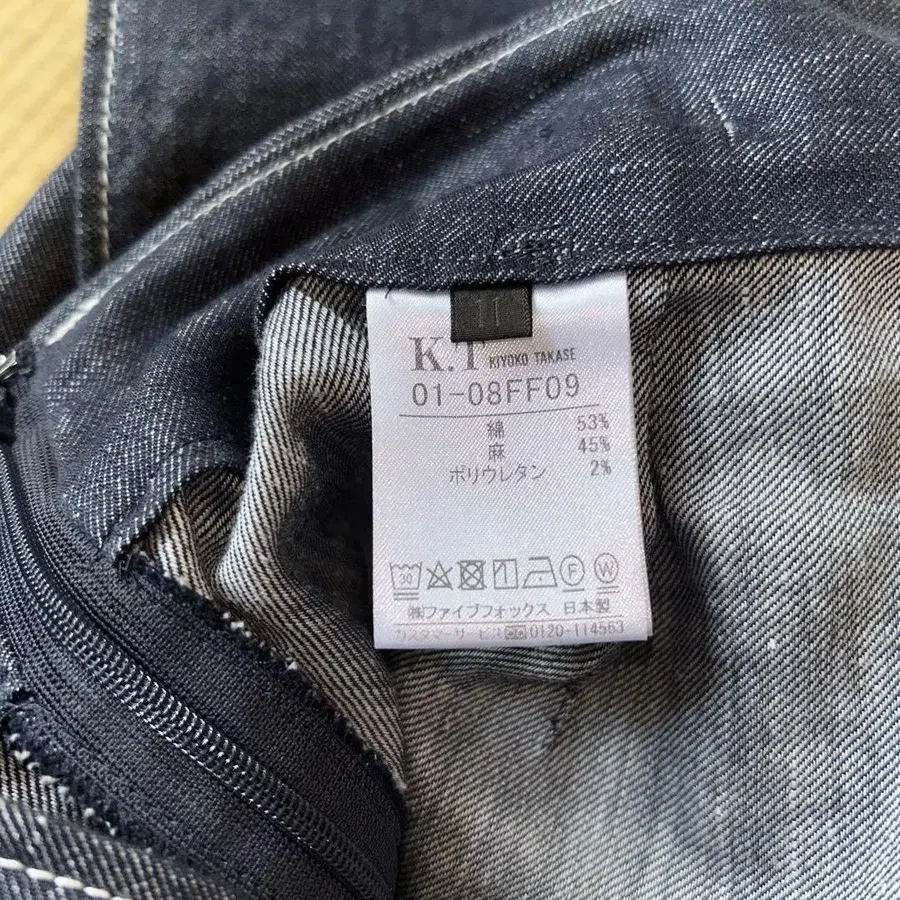 11
K.T KIYOKO TAKASE
01-08FF09
綿 53%
麻 45%
ポリウレタン 2%
30 F W
㈱ファイブフォックス 日本製
カスタマーサービス 0120-114563